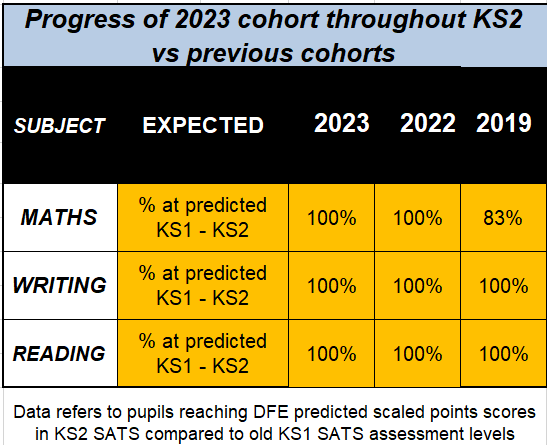 Progress of 2023 cohort throughout KS2
vs previous cohorts
SUBJECT EXPECTED 2023 2022 2019
MATHS % at predicted KS1 - KS2 100% 100% 83%
WRITING % at predicted KS1 - KS2 100% 100% 100%
READING % at predicted KS1 - KS2 100% 100% 100%
Data refers to pupils reaching DFE predicted scaled points scores
in KS2 SATS compared to old KS1 SATS assessment levels